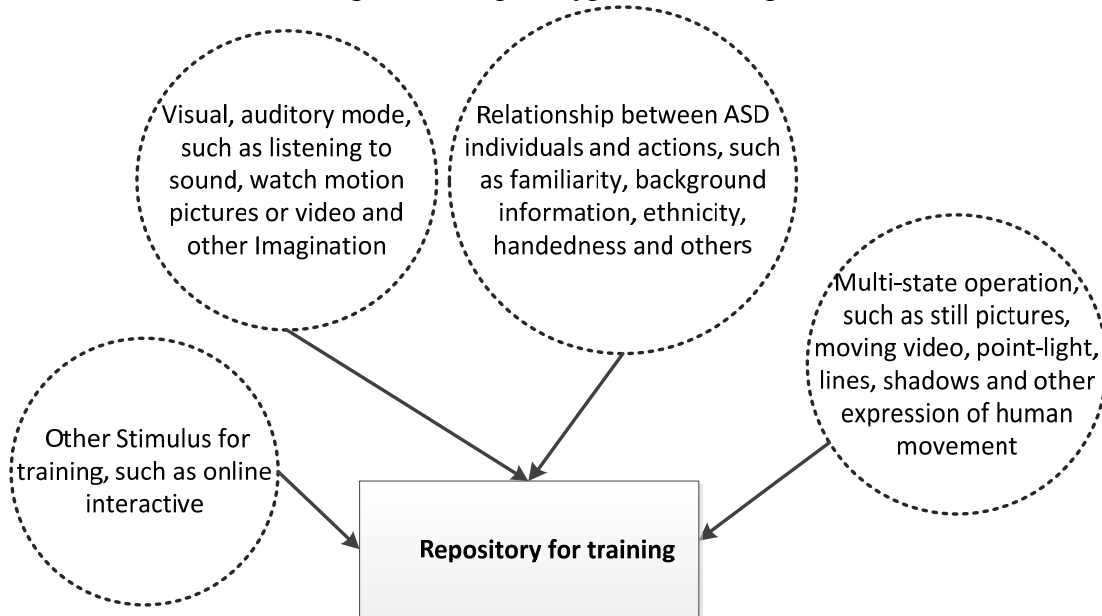 Visual, auditory mode,
such as listening to
sound, watch motion
pictures or video and
other Imagination
Relationship between ASD
individuals and actions, such
as familiarity, background
information, ethnicity,
handedness and others
Multi-state operation,
such as still pictures,
moving video, point-light,
lines, shadows and other
expression of human
movement
Other Stimulus for
training, such as online
interactive
Repository for training